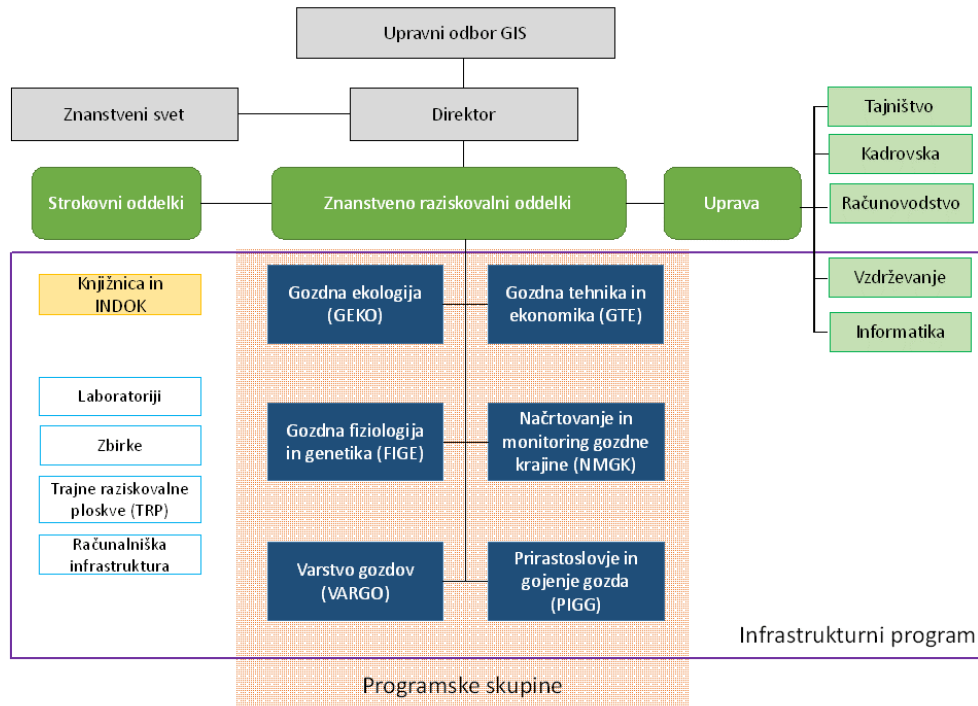 Upravni odbor GIS
Znanstveni svet
Direktor
Tajništvo
Kadrovska
Računovodstvo
Vzdrževanje
Informatika
Strokovni oddelki
Znanstveno raziskovalni oddelki
Uprava
Knjižnica in
INDOK
Laboratoriji
Zbirke
Trajne raziskovalne
ploskve (TRP)
Računalniška
infrastruktura
Gozdna ekologija
(GEKO)
Gozdna tehnika in
ekonomika (GTE)
Gozdna fiziologija
in genetika (FIGE)
Načrtovanje in
monitoring gozdne
krajine (NMGK)
Varstvo gozdov
(VARGO)
Prirastoslovje in
gojenje gozda
(PIGG)
Infrastrukturni program
Programske skupine